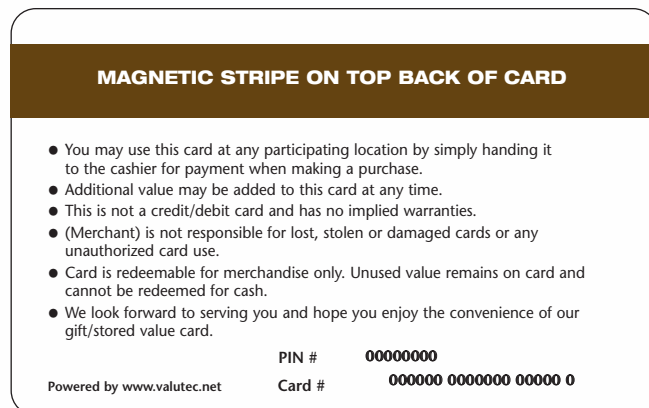 MAGNETIC STRIPE ON TOP BACK OF CARD
● You may use this card at any participating location by simply handing it
to the cashier for payment when making a purchase.
● Additional value may be added to this card at any time.
● This is not a credit/debit card and has no implied warranties.
● (Merchant) is not responsible for lost, stolen or damaged cards or any
unauthorized card use.
● Card is redeemable for merchandise only. Unused value remains on card and
cannot be redeemed for cash.
● We look forward to serving you and hope you enjoy the convenience of our
gift/stored value card.
PIN # 00000000
Powered by www.valutec.net Card # 000000 0000000 00000 0